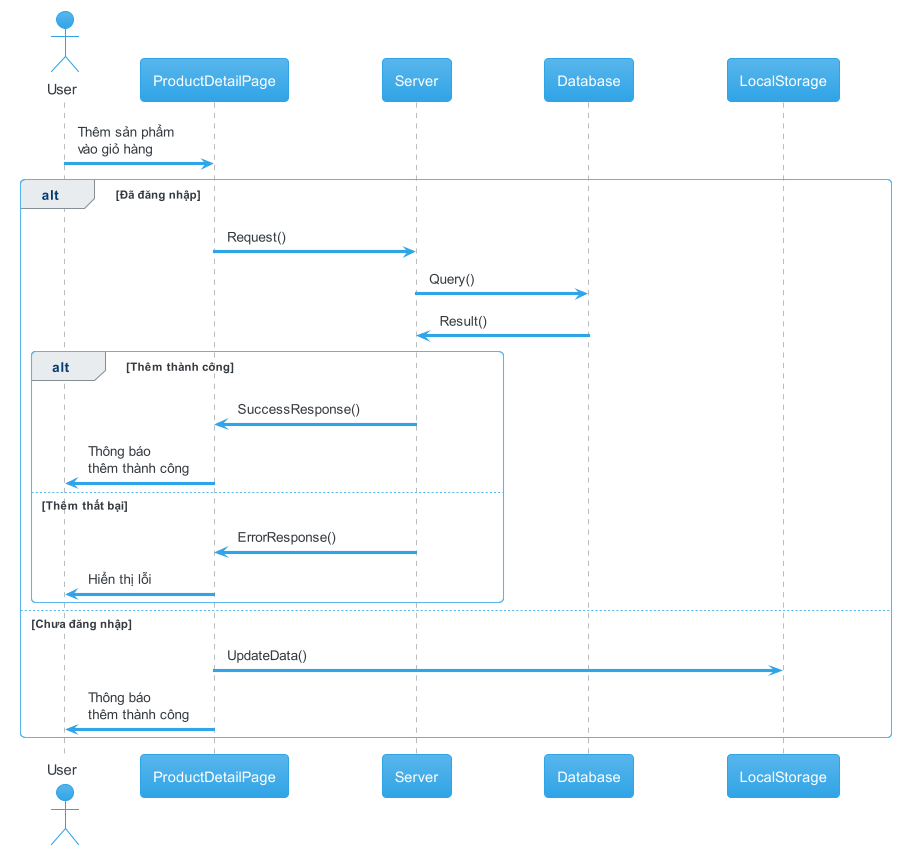 User
ProductDetailPage
Server
Database
LocalStorage
Thêm sản phẩm
vào giỏ hàng
alt
[Đã đăng nhập]
Request()
Query()
Result()
alt
[Thêm thành công]
SuccessResponse()
Thông báo
thêm thành công
[Thêm thất bại]
ErrorResponse()
Hiển thị lỗi
[Chưa đăng nhập]
UpdateData()
Thông báo
thêm thành công
User
ProductDetailPage
Server
Database
LocalStorage